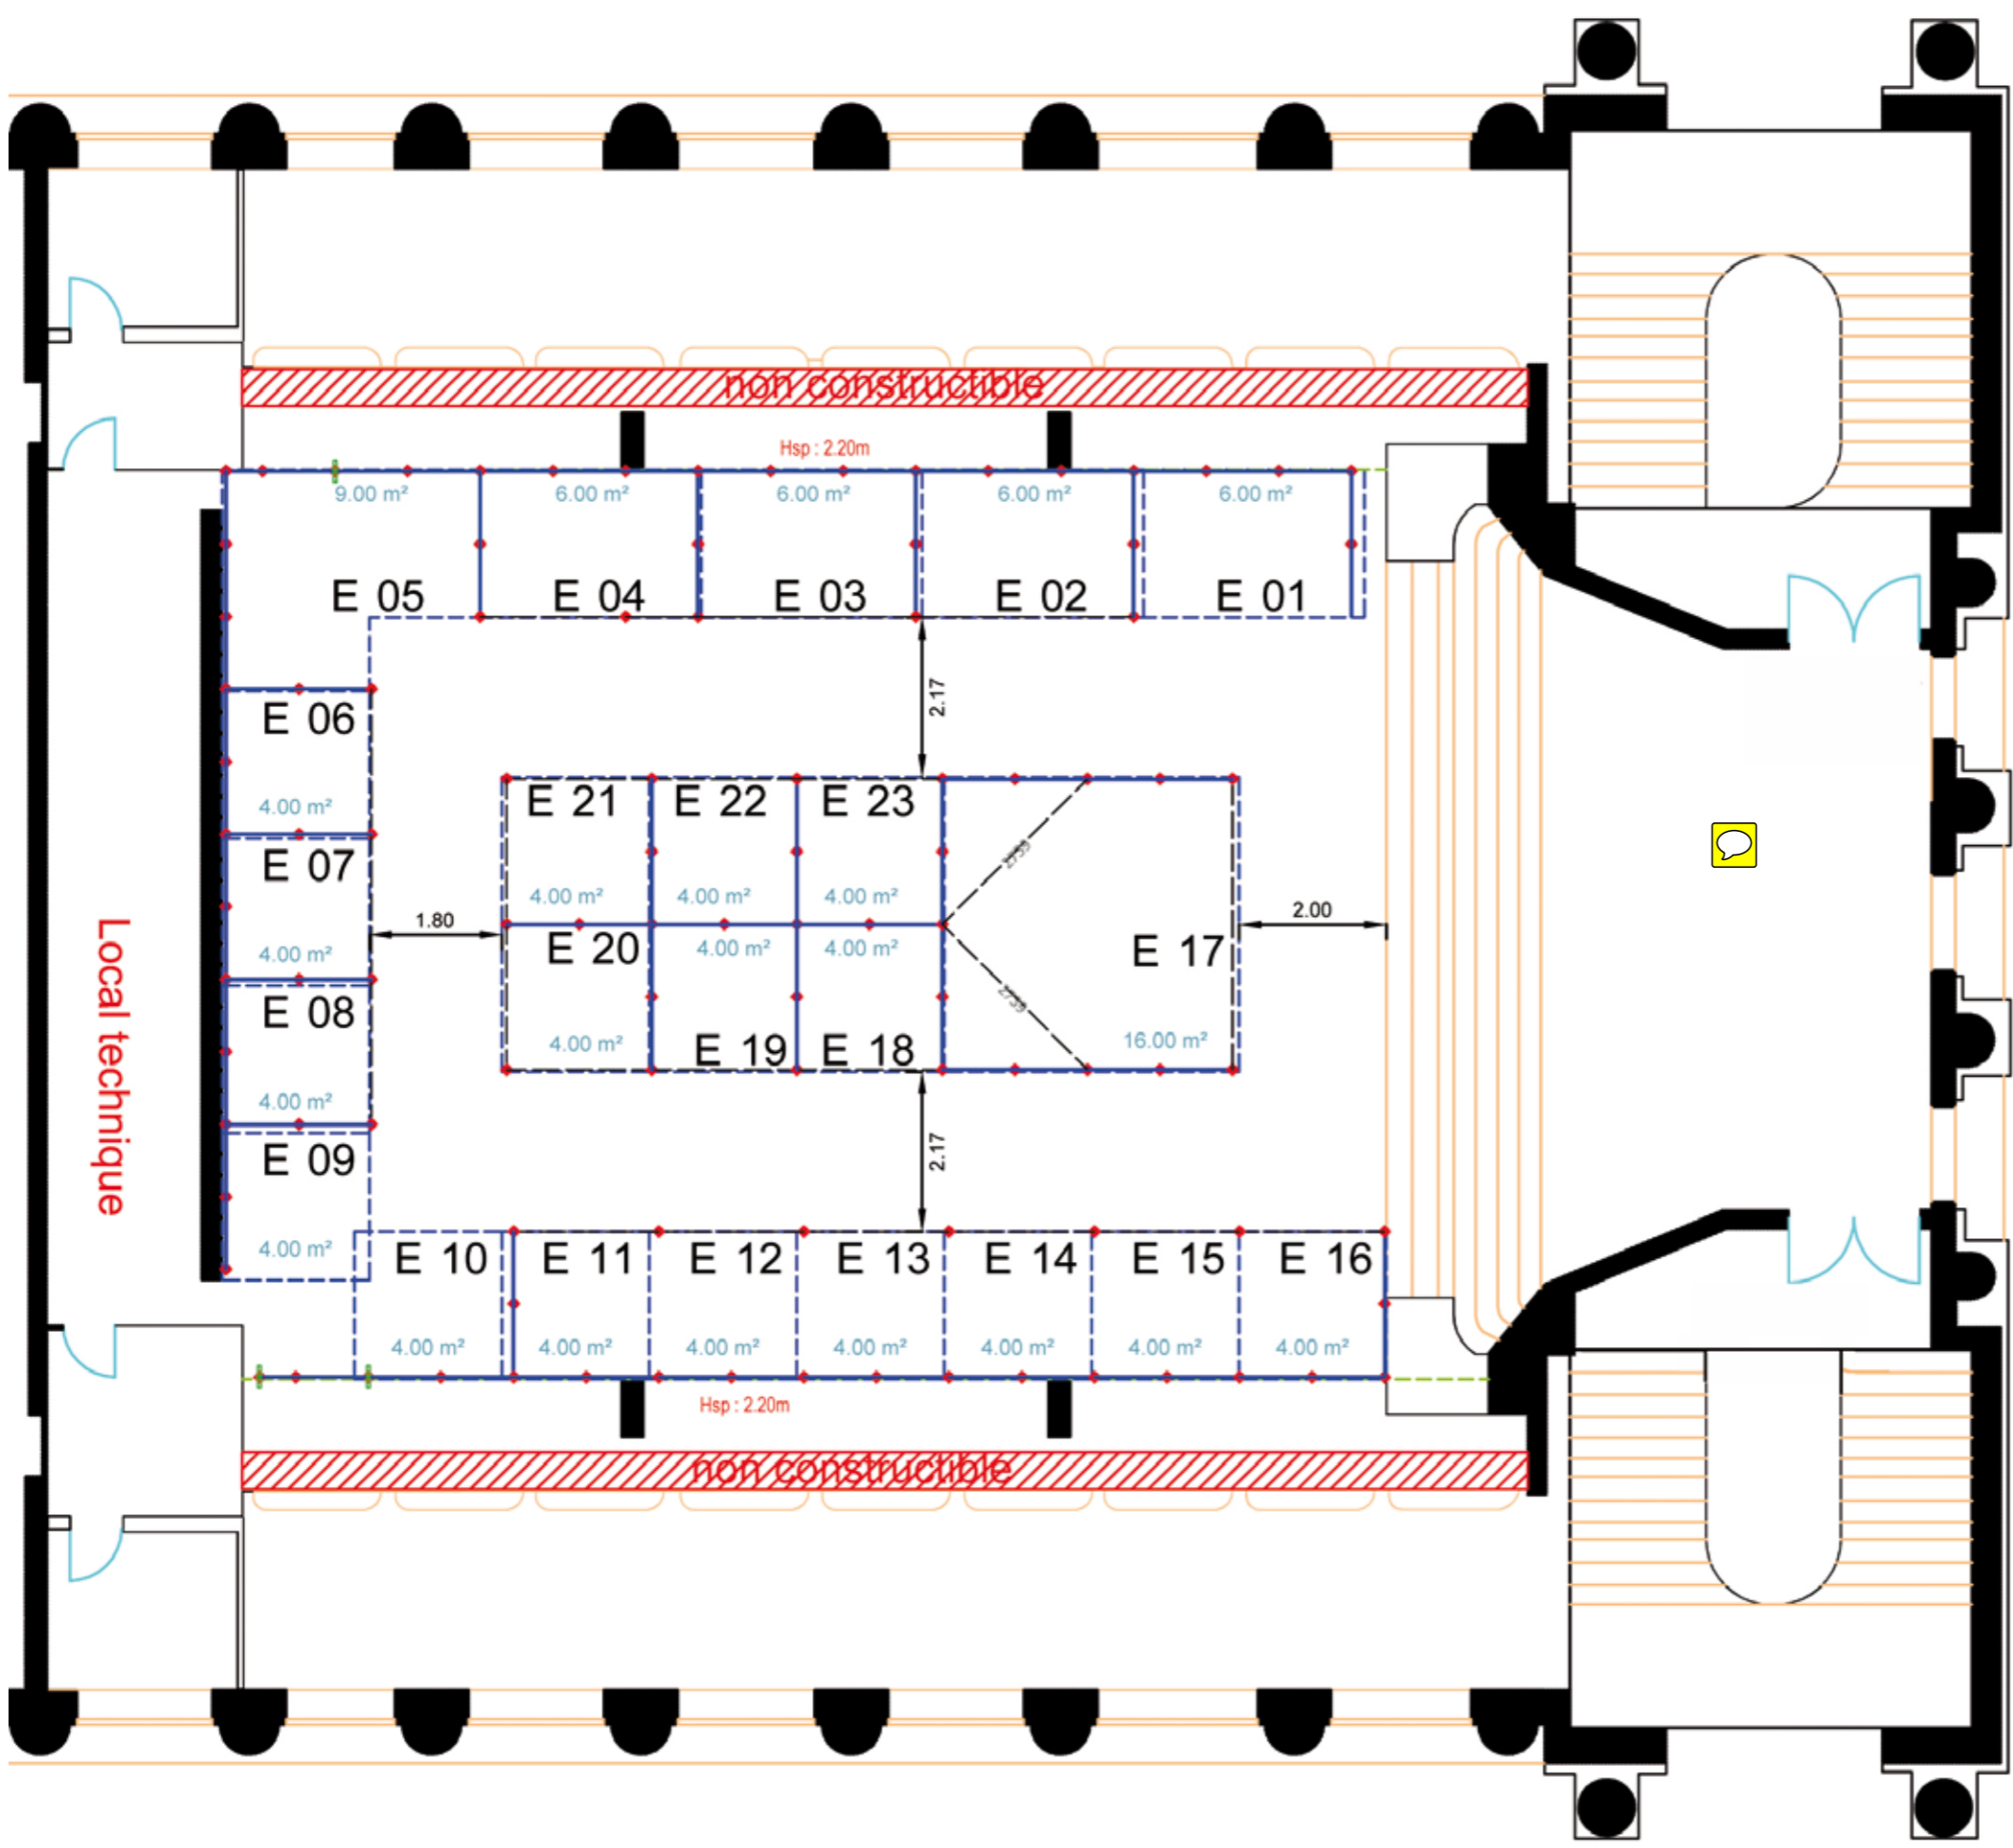 non constructible
Hsp : 2.20m
9.00 m²
6.00 m²
6.00 m²
6.00 m²
6.00 m²
E 05
E 04
E 03
E 02
E 01
2.17
E 06
4.00 m²
E 07
4.00 m²
E 08
4.00 m²
E 09
4.00 m²
Local technique
1.80
E 21
E 22
E 23
4.00 m²
4.00 m²
4.00 m²
E 20
4.00 m²
4.00 m²
4.00 m²
E 19
E 18
2739
2739
E 17
16.00 m²
2.00
2.17
E 10
E 11
E 12
E 13
E 14
E 15
E 16
4.00 m²
4.00 m²
4.00 m²
4.00 m²
4.00 m²
4.00 m²
4.00 m²
Hsp : 2.20m
non constructible